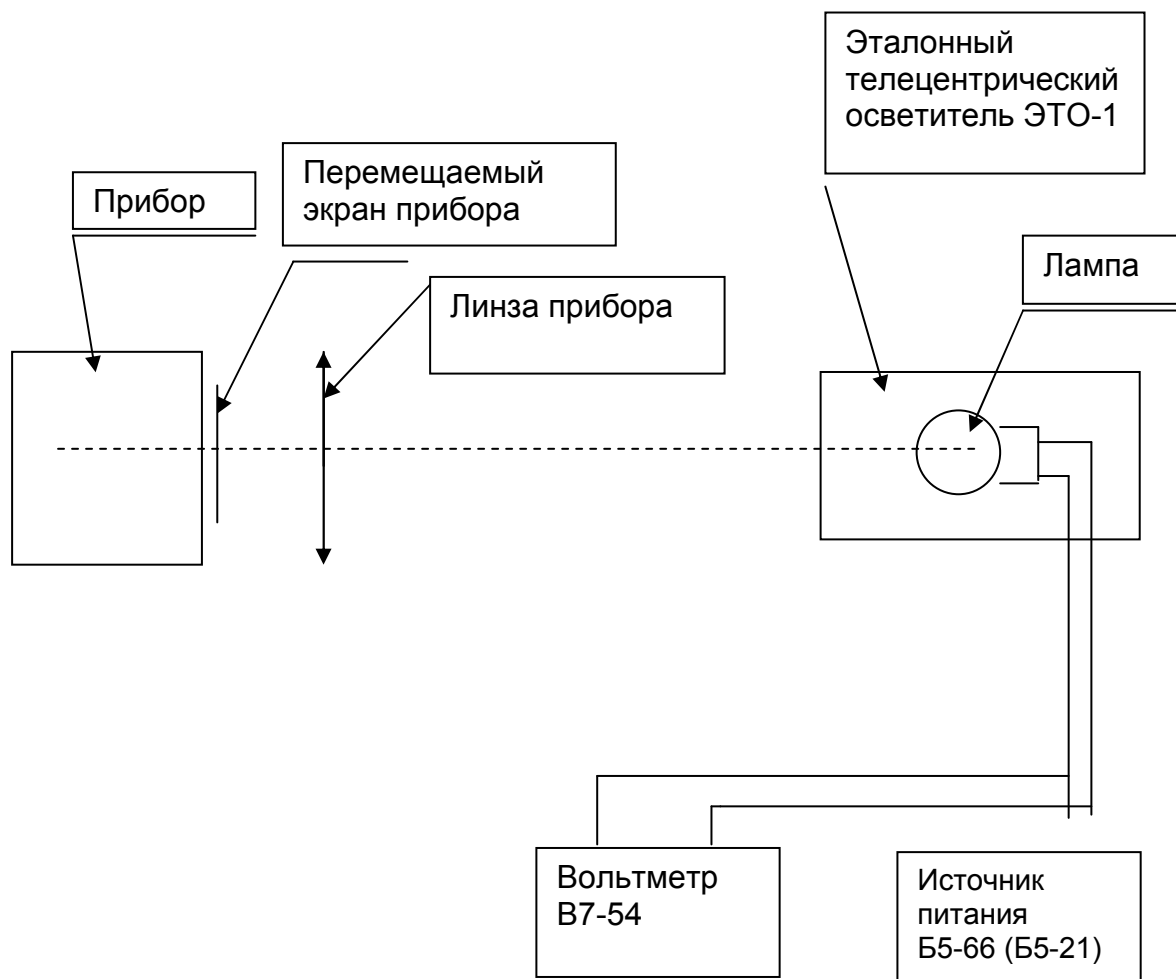 Эталонный
телецентрический
осветитель ЭТО-1
Перемещаемый
экран прибора
Прибор
Лампа
Линза прибора
Вольтметр
В7-54
Источник
питания
Б5-66 (Б5-21)